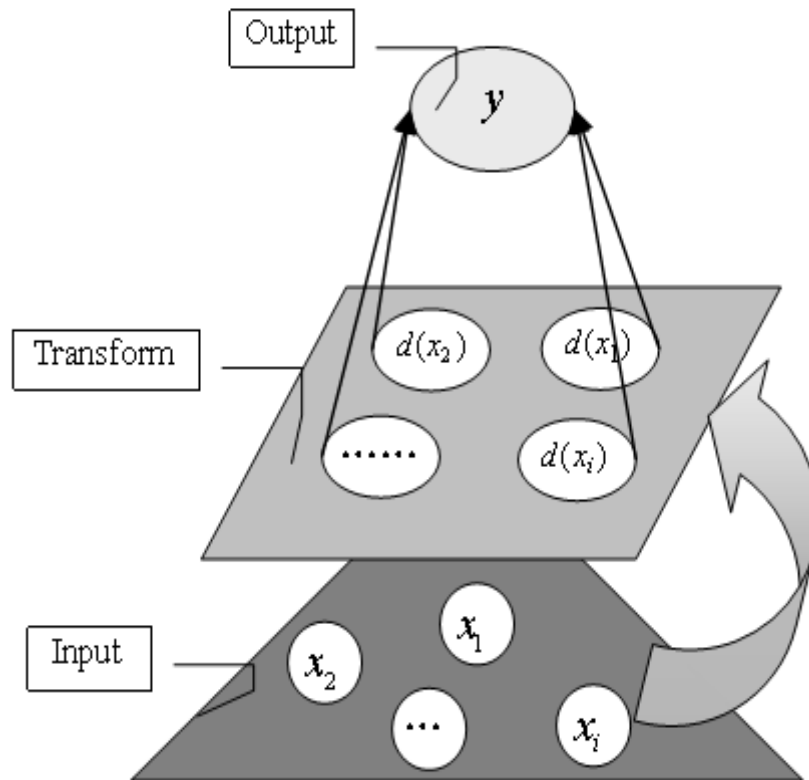 Output
y
d(x₂)
d(x₁)
Transform
......
d(xᵢ)
x₁
Input
x₂
...
xᵢ